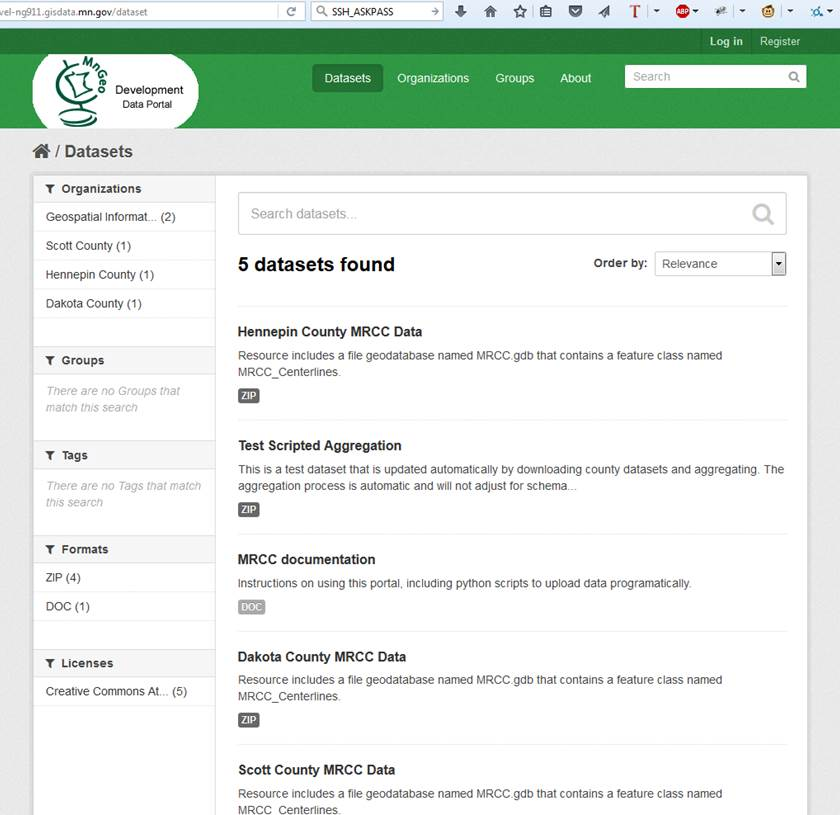 vel-ng911.gisdata.mn.gov/dataset
SSH_ASKPASS
T
ABP
Log in
Register
MnGeo
Development
Data Portal
Datasets
Organizations
Groups
About
Search
/ Datasets
Organizations
Geospatial Informat... (2)
Scott County (1)
Hennepin County (1)
Dakota County (1)
Groups
There are no Groups that
match this search
Tags
There are no Tags that match
this search
Formats
ZIP (4)
DOC (1)
Licenses
Creative Commons At... (5)
Search datasets...
5 datasets found
Order by:
Relevance
Hennepin County MRCC Data
Resource includes a file geodatabase named MRCC.gdb that contains a feature class named
MRCC_Centerlines.
ZIP
Test Scripted Aggregation
This is a test dataset that is updated automatically by downloading county datasets and aggregating. The
aggregation process is automatic and will not adjust for schema...
ZIP
MRCC documentation
Instructions on using this portal, including python scripts to upload data programatically.
DOC
Dakota County MRCC Data
Resource includes a file geodatabase named MRCC.gdb that contains a feature class named
MRCC_Centerlines.
ZIP
Scott County MRCC Data
Resource includes a file geodatabase named MRCC.gdb that contains a feature class named
MRCC_Centerlines.